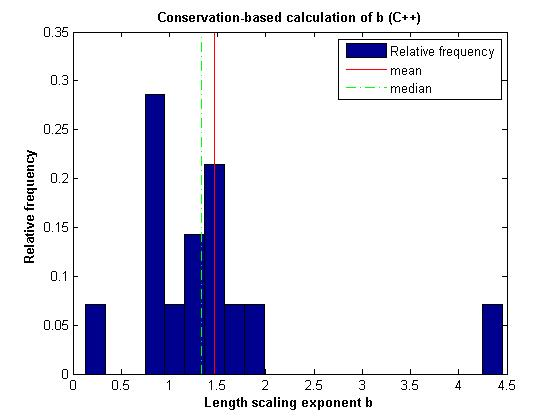 Conservation-based calculation of b (C++)
Relative frequency
mean
median
0.35
0.3
0.25
0.2
0.15
0.1
0.05
0
Relative frequency
0 0.5 1 1.5 2 2.5 3 3.5 4 4.5
Length scaling exponent b